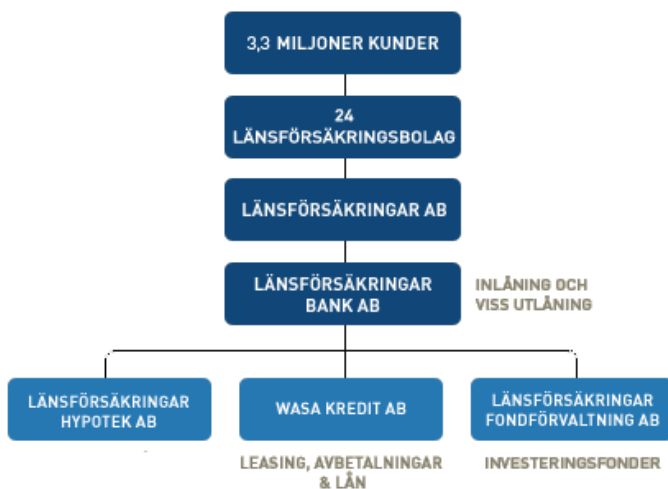 3,3 MILJONER KUNDER
24
LÄNSFÖRSÄKRINGSBOLAG
LÄNSFÖRSÄKRINGAR AB
LÄNSFÖRSÄKRINGAR
BANK AB
INLÅNING OCH
VISS UTLÅNING
LÄNSFÖRSÄKRINGAR
HYPOTEK AB
WASA KREDIT AB
LEASING, AVBETALNINGAR
& LÅN
LÄNSFÖRSÄKRINGAR
FONDFÖRVALTNING AB
INVESTERINGSFONDER